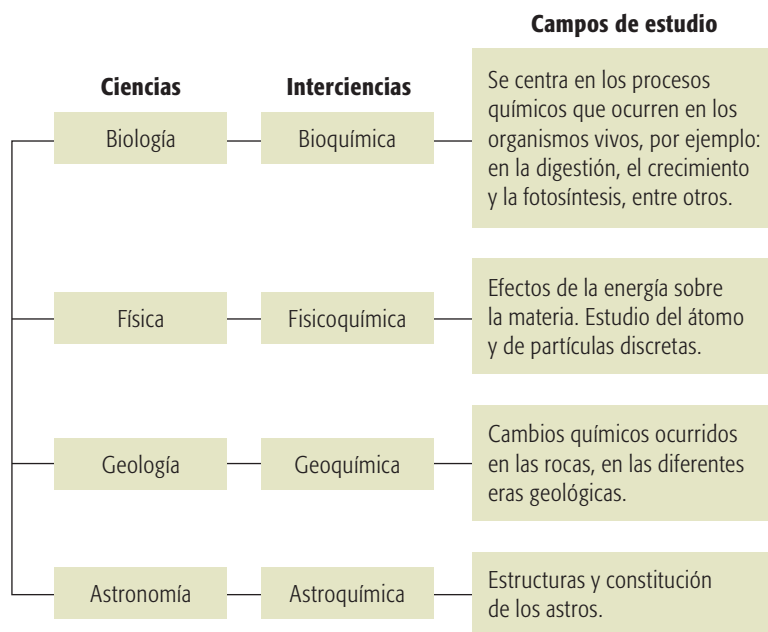 Campos de estudio
Ciencias
Interciencias
Biología
Bioquímica
Se centra en los procesos
químicos que ocurren en los
organismos vivos, por ejemplo:
en la digestión, el crecimiento
y la fotosíntesis, entre otros.
Física
Fisicoquímica
Efectos de la energía sobre
la materia. Estudio del átomo
y de partículas discretas.
Geología
Geoquímica
Cambios químicos ocurridos
en las rocas, en las diferentes
eras geológicas.
Astronomía
Astroquímica
Estructuras y constitución
de los astros.